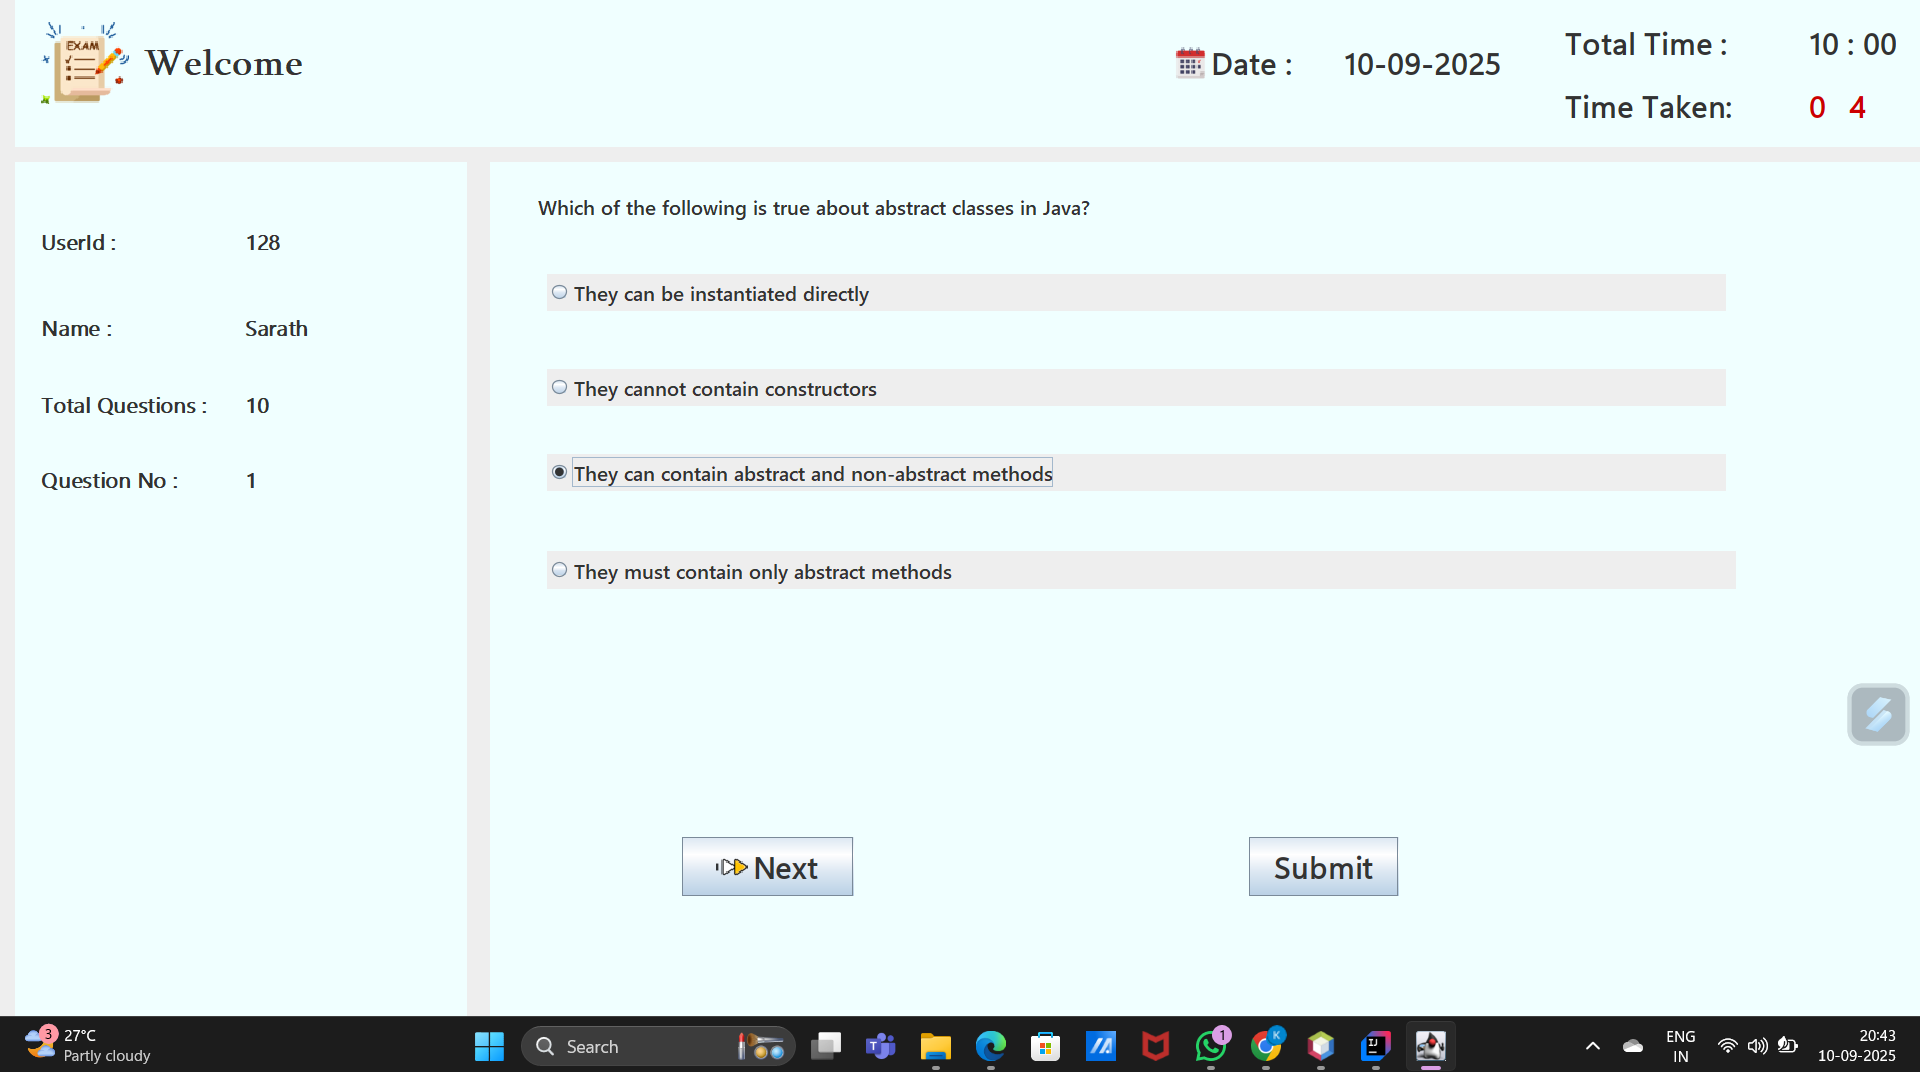 EXAM
Welcome
Date : 10-09-2025
Total Time : 10 : 00
Time Taken: 0 4
UserId : 128
Name : Sarath
Total Questions : 10
Question No : 1
Which of the following is true about abstract classes in Java?
They can be instantiated directly
They cannot contain constructors
They can contain abstract and non-abstract methods
They must contain only abstract methods
Next
Submit
3
27°C
Partly cloudy
Search
T
1
K
IJ
ENG
IN
20:43
10-09-2025